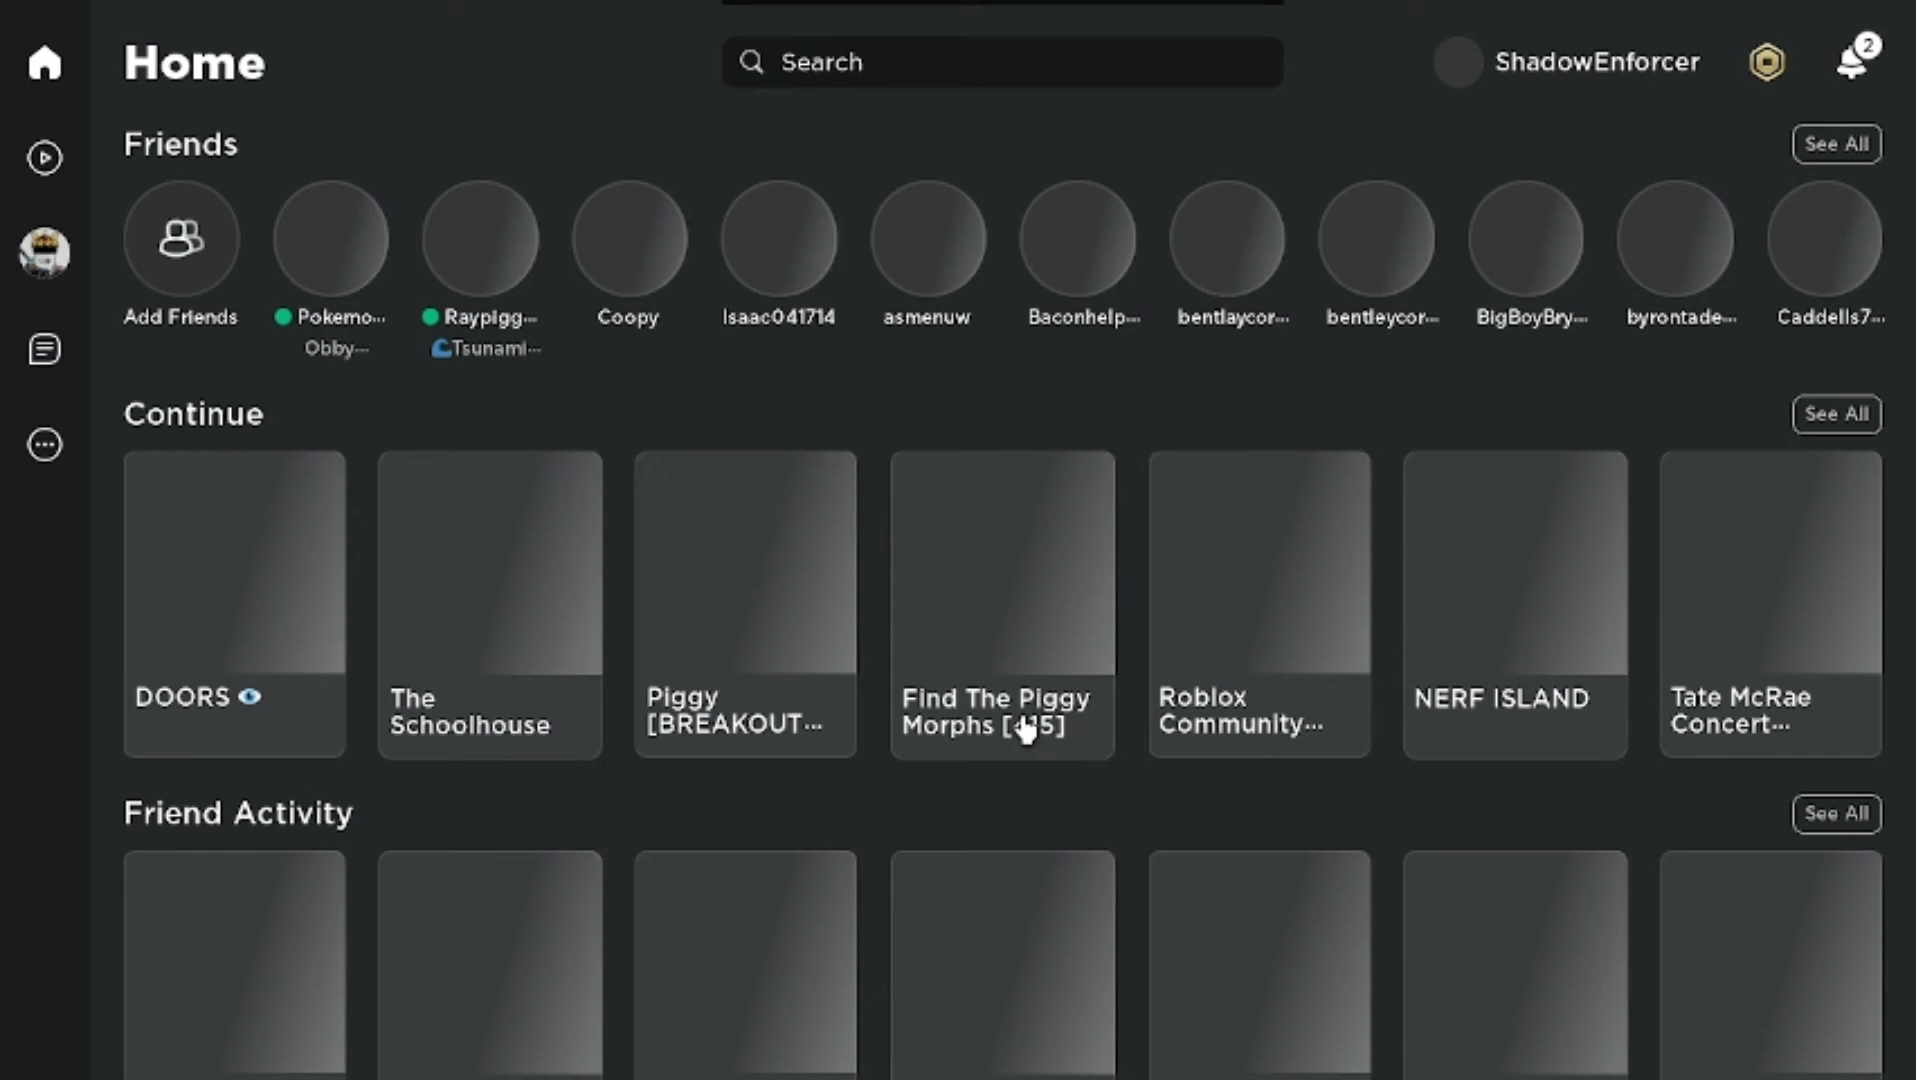 Home
Search
ShadowEnforcer
2
Friends
See All
Add Friends
Pokemo...
Raypigg...
Coopy
Isaac041714
asmenuw
Baconhelp...
bentlaycor...
bentleycor...
BigBoyBry...
byrontade...
Caddells7...
Obby...
Tsunami...
Continue
See All
DOORS
The
Schoolhouse
Piggy
[BREAKOUT...
Find The Piggy
Morphs
Roblox
Community...
NERF ISLAND
Tate McRae
Concert...
Friend Activity
See All